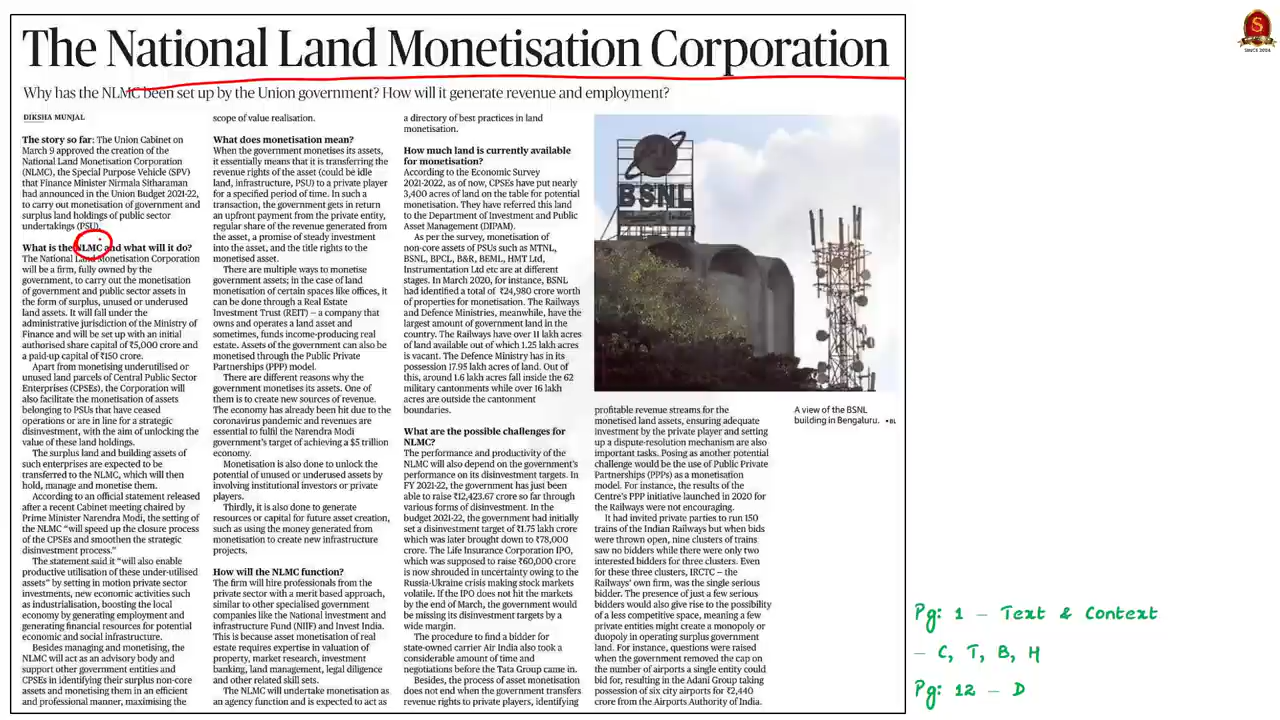 The National Land Monetisation Corporation
Why has the NLMC been set up by the Union government? How will it generate revenue and employment?
DIKSHA MUNJAL
The story so far: The Union Cabinet on
March 9 approved the creation of the
National Land Monetisation Corporation
(NLMC), the Special Purpose Vehicle (SPV)
that Finance Minister Nirmala Sitharaman
had announced in the Union Budget 2021-22,
to carry out monetisation of government and
surplus land holdings of public sector
undertakings (PSU).
What is the NLMC and what will it do?
The National Land Monetisation Corporation
will be a firm, fully owned by the
government, to carry out the monetisation
of government and public sector assets in
the form of surplus, unused or underused
land assets. It will fall under the
administrative jurisdiction of the Ministry of
Finance and will be set up with an initial
authorised share capital of ₹5,000 crore and
a paid-up capital of ₹150 crore.
Apart from monetising underutilised or
unused land parcels of Central Public Sector
Enterprises (CPSEs), the Corporation will
also facilitate the monetisation of assets
belonging to PSUs that have ceased
operations or are in line for a strategic
disinvestment, with the aim of unlocking the
value of these land holdings.
The surplus land and building assets of
such enterprises are expected to be
transferred to the NLMC, which will then
hold, manage and monetise them.
According to an official statement released
after a recent Cabinet meeting chaired by
Prime Minister Narendra Modi, the setting of
the NLMC "will speed up the closure process
of the CPSEs and smoothen the strategic
disinvestment process."
The statement said it "will also enable
productive utilisation of these under-utilised
assets" by setting in motion private sector
investments, new economic activities such
as industrialisation, boosting the local
economy by generating employment and
generating financial resources for potential
economic and social infrastructure.
Besides managing and monetising, the
NLMC will act as an advisory body and
support other government entities and
CPSEs in identifying their surplus non-core
assets and monetising them in an efficient
and professional manner, maximising the
scope of value realisation.
What does monetisation mean?
When the government monetises its assets,
it essentially means that it is transferring the
revenue rights of the asset (could be idle
land, infrastructure, PSU) to a private player
for a specified period of time. In such a
transaction, the government gets in return
an upfront payment from the private entity,
regular share of the revenue generated from
the asset, a promise of steady investment
into the asset, and the title rights to the
monetised asset.
There are multiple ways to monetise
government assets; in the case of land
monetisation of certain spaces like offices, it
can be done through a Real Estate
Investment Trust (REIT) — a company that
owns and operates a land asset and
sometimes, funds income-producing real
estate. Assets of the government can also be
monetised through the Public Private
Partnerships (PPP) model.
There are different reasons why the
government monetises its assets. One of
them is to create new sources of revenue.
The economy has already been hit due to the
coronavirus pandemic and revenues are
essential to fulfil the Narendra Modi
government's target of achieving a $5 trillion
economy.
Monetisation is also done to unlock the
potential of unused or underused assets by
involving institutional investors or private
players.
Thirdly, it is also done to generate
resources or capital for future asset creation,
such as using the money generated from
monetisation to create new infrastructure
projects.
How will the NLMC function?
The firm will hire professionals from the
private sector with a merit based approach,
similar to other specialised government
companies like the National Investment and
infrastructure Fund (NIIF) and Invest India.
This is because asset monetisation of real
estate requires expertise in valuation of
property, market research, investment
banking, land management, legal diligence
and other related skill sets.
The NLMC will undertake monetisation as
an agency function and is expected to act as
a directory of best practices in land
monetisation.
How much land is currently available
for monetisation?
According to the Economic Survey
2021-2022, as of now, CPSEs have put nearly
3,400 acres of land on the table for potential
monetisation. They have referred this land
to the Department of Investment and Public
Asset Management (DIPAM).
As per the survey, monetisation of
non-core assets of PSUs such as MTNL,
BSNL, BPCL, B&R, BEML, HMT Ltd,
Instrumentation Ltd etc are at different
stages. In March 2020, for instance, BSNL
had identified a total of ₹24,980 crore worth
of properties for monetisation. The Railways
and Defence Ministries, meanwhile, have the
largest amount of government land in the
country. The Railways have over 11 lakh acres
of land available out of which 1.25 lakh acres
is vacant. The Defence Ministry has in its
possession 17.95 lakh acres of land. Out of
this, around 1.6 lakh acres fall inside the 62
military cantonments while over 16 lakh
acres are outside the cantonment
boundaries.
What are the possible challenges for
NLMC?
The performance and productivity of the
NLMC will also depend on the government's
performance on its disinvestment targets. In
FY 2021-22, the government has just been
able to raise ₹12,423.67 crore so far through
various forms of disinvestment. In the
budget 2021-22, the government had initially
set a disinvestment target of ₹1.75 lakh crore
which was later brought down to ₹78,000
crore. The Life Insurance Corporation IPO,
which was supposed to raise ₹60,000 crore
is now shrouded in uncertainty owing to the
Russia-Ukraine crisis making stock markets
volatile. If the IPO does not hit the markets
by the end of March, the government would
be missing its disinvestment targets by a
wide margin.
The procedure to find a bidder for
state-owned carrier Air India also took a
considerable amount of time and
negotiations before the Tata Group came in.
Besides, the process of asset monetisation
does not end when the government transfers
revenue rights to private players, identifying
BSNL
profitable revenue streams for the
monetised land assets, ensuring adequate
investment by the private player and setting
up a dispute-resolution mechanism are also
important tasks. Posing as another potential
challenge would be the use of Public Private
Partnerships (PPPs) as a monetisation
model. For instance, the results of the
Centre's PPP initiative launched in 2020 for
the Railways were not encouraging.
It had invited private parties to run 150
trains of the Indian Railways but when bids
were thrown open, nine clusters of trains
saw no bidders while there were only two
interested bidders for three clusters. Even
for these three clusters, IRCTC — the
Railways' own firm, was the single serious
bidder. The presence of just a few serious
bidders would also give rise to the possibility
of a less competitive space, meaning a few
private entities might create a monopoly or
duopoly in operating surplus government
land. For instance, questions were raised
when the government removed the cap on
the number of airports a single entity could
bid for, resulting in the Adani Group taking
possession of six city airports for ₹2,440
crore from the Airports Authority of India.
A view of the BSNL
building in Bengaluru. • BL
S
SINCE 2004
Pg: 1 – Text & Context
– C, T, B, H
Pg: 12 – D